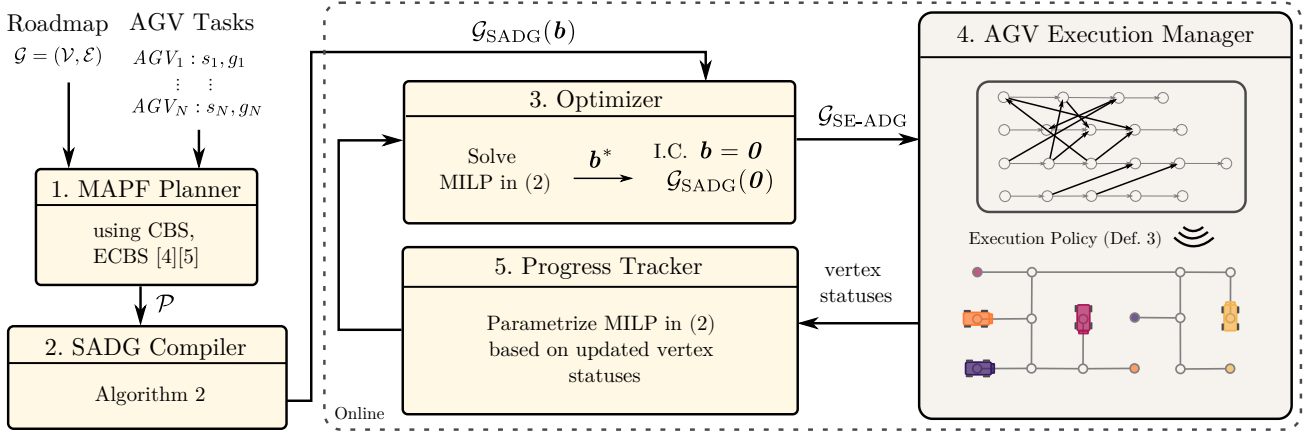 Roadmap
𝒢 = (𝒱, ℰ)
AGV Tasks
AGV₁ : s₁, g₁
⋮ ⋮
AGV_N : s_N, g_N
1. MAPF Planner
using CBS,
ECBS [4][5]
𝒫
2. SADG Compiler
Algorithm 2
𝒢_SADG(b)
3. Optimizer
Solve
MILP in (2)
b*
I.C. b = 0
𝒢_SADG(0)
𝒢_SE-ADG
4. AGV Execution Manager
Execution Policy (Def. 3)
vertex
statuses
5. Progress Tracker
Parametrize MILP in (2)
based on updated vertex
statuses
Online